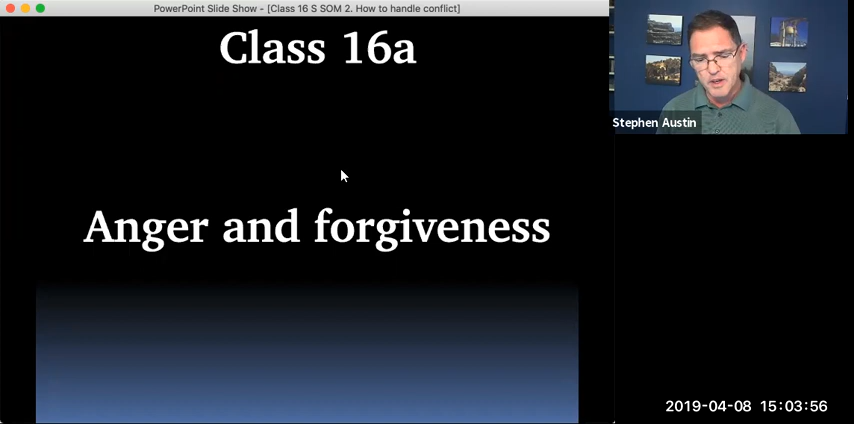 PowerPoint Slide Show - [Class 16 S SOM 2. How to handle conflict]
Class 16a
Anger and forgiveness
Stephen Austin
2019-04-08 15:03:56